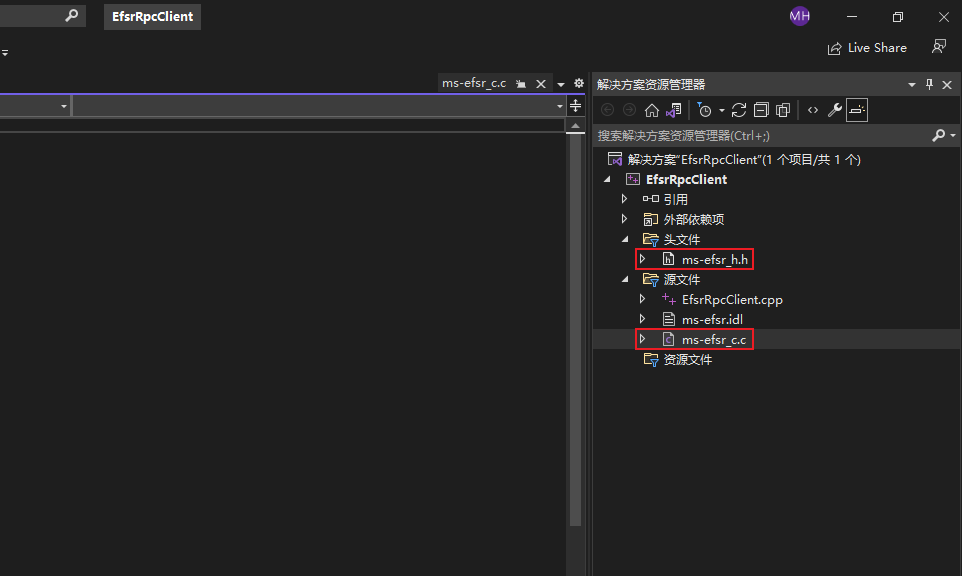 EfsrRpcClient
MH
Live Share
ms-efsr_c.c
解决方案资源管理器
搜索解决方案资源管理器(Ctrl+;)
解决方案"EfsrRpcClient"(1 个项目/共 1 个)
EfsrRpcClient
引用
外部依赖项
头文件
ms-efsr_h.h
源文件
EfsrRpcClient.cpp
ms-efsr.idl
ms-efsr_c.c
资源文件